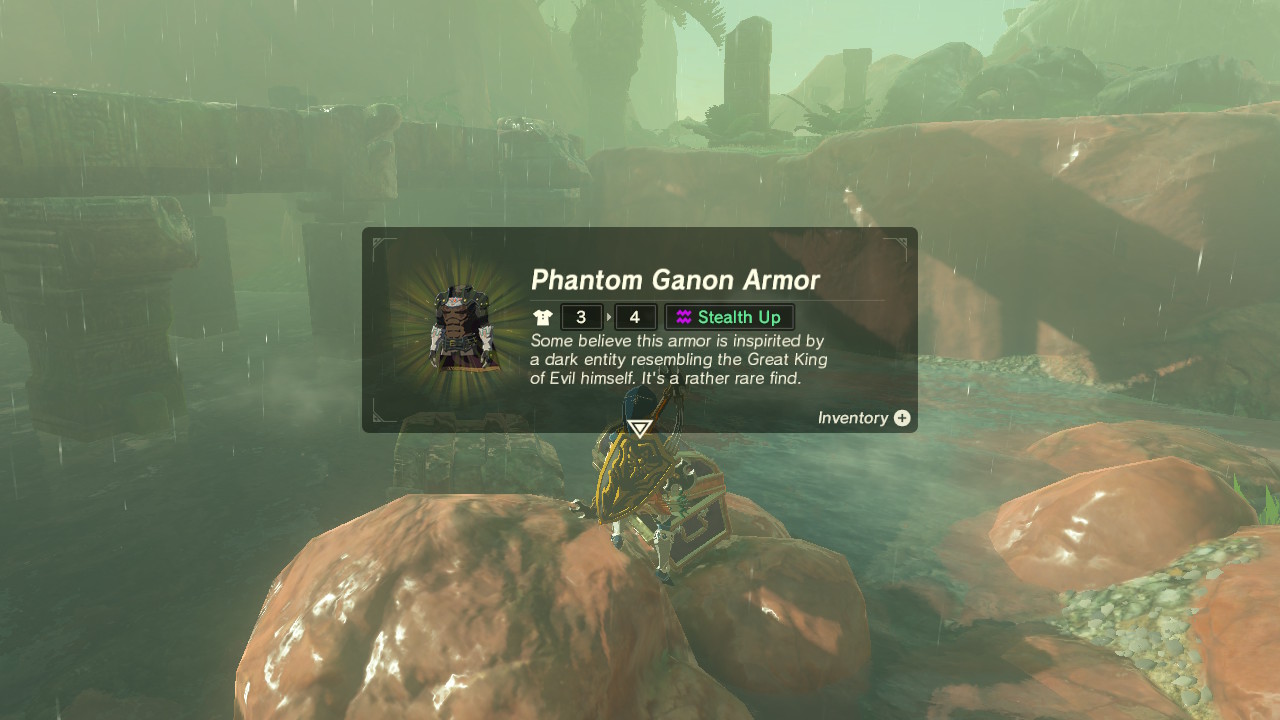 Phantom Ganon Armor
3 4 Stealth Up
Some believe this armor is inspirited by
a dark entity resembling the Great King
of Evil himself. It's a rather rare find.
Inventory +